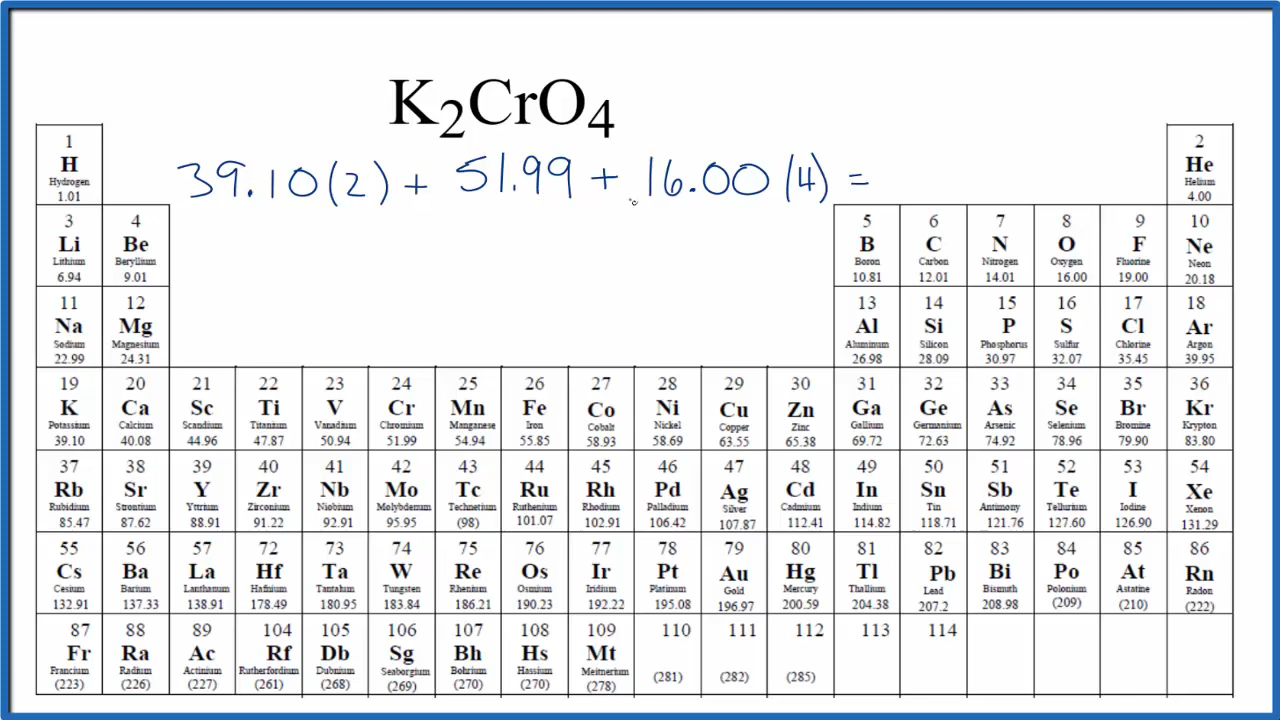 K2CrO4
39.10(2) + 51.99 + 16.00(4) =
1 2
H He
Hydrogen Helium
1.01 4.00
3 4 5 6 7 8 9 10
Li Be B C N O F Ne
Lithium Beryllium Boron Carbon Nitrogen Oxygen Fluorine Neon
6.94 9.01 10.81 12.01 14.01 16.00 19.00 20.18
11 12 13 14 15 16 17 18
Na Mg Al Si P S Cl Ar
Sodium Magnesium Aluminum Silicon Phosphorus Sulfur Chlorine Argon
22.99 24.31 26.98 28.09 30.97 32.07 35.45 39.95
19 20 21 22 23 24 25 26 27 28 29 30 31 32 33 34 35 36
K Ca Sc Ti V Cr Mn Fe Co Ni Cu Zn Ga Ge As Se Br Kr
Potassium Calcium Scandium Titanium Vanadium Chromium Manganese Iron Cobalt Nickel Copper Zinc Gallium Germanium Arsenic Selenium Bromine Krypton
39.10 40.08 44.96 47.87 50.94 51.99 54.94 55.85 58.93 58.69 63.55 65.38 69.72 72.63 74.92 78.96 79.90 83.80
37 38 39 40 41 42 43 44 45 46 47 48 49 50 51 52 53 54
Rb Sr Y Zr Nb Mo Tc Ru Rh Pd Ag Cd In Sn Sb Te I Xe
Rubidium Strontium Yttrium Zirconium Niobium Molybdenum Technetium Ruthenium Rhodium Palladium Silver Cadmium Indium Tin Antimony Tellurium Iodine Xenon
85.47 87.62 88.91 91.22 92.91 95.95 (98) 101.07 102.91 106.42 107.87 112.41 114.82 118.71 121.76 127.60 126.90 131.29
55 56 57 72 73 74 75 76 77 78 79 80 81 82 83 84 85 86
Cs Ba La Hf Ta W Re Os Ir Pt Au Hg Tl Pb Bi Po At Rn
Cesium Barium Lanthanum Hafnium Tantalum Tungsten Rhenium Osmium Iridium Platinum Gold Mercury Thallium Lead Bismuth Polonium Astatine Radon
132.91 137.33 138.91 178.49 180.95 183.84 186.21 190.23 192.22 195.08 196.97 200.59 204.38 207.2 208.98 (209) (210) (222)
87 88 89 104 105 106 107 108 109 110 111 112 113 114
Fr Ra Ac Rf Db Sg Bh Hs Mt
Francium Radium Actinium Rutherfordium Dubnium Seaborgium Bohrium Hassium Meitnerium
(223) (226) (227) (261) (268) (269) (270) (270) (278) (281) (282) (285)